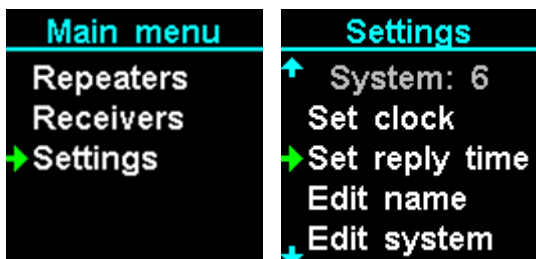 Main menu
Repeaters
Receivers
Settings
Settings
System: 6
Set clock
Set reply time
Edit name
Edit system